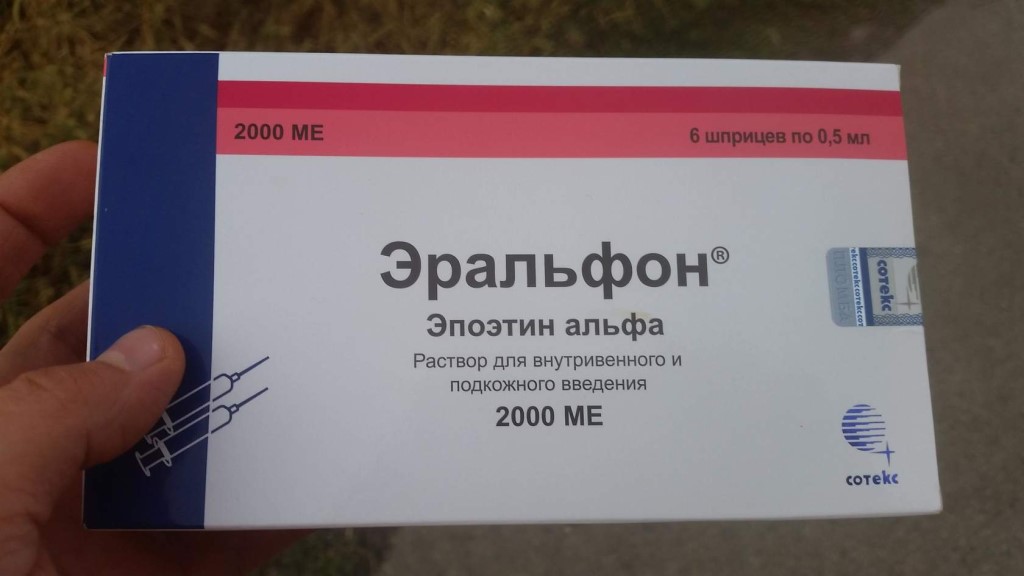 2000 МЕ
6 шприцев по 0,5 мл
Эральфон®
Эпоэтин альфа
Раствор для внутривенного и
подкожного введения
2000 МЕ
сотекс
сотекс